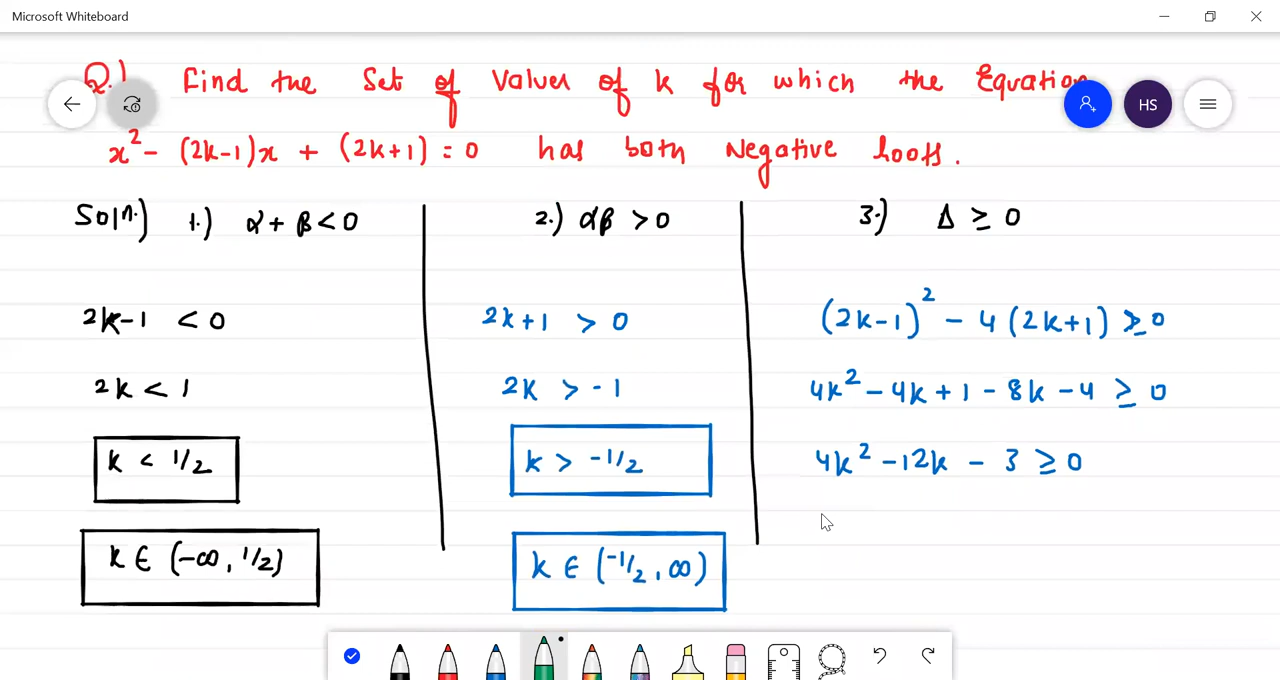 Microsoft Whiteboard
Q.1 Find the Set of Values of k for which the Equation
x² - (2k-1)x + (2k+1) = 0 has both Negative Roots.
HS
Soln.) 1.) α + β < 0
2k-1 < 0
2k < 1
k < 1/2
k ∈ (-∞, 1/2)
2.) αβ > 0
2k+1 > 0
2k > -1
k > -1/2
k ∈ (-1/2, ∞)
3.) Δ ≥ 0
(2k-1)² - 4(2k+1) ≥ 0
4k² - 4k + 1 - 8k - 4 ≥ 0
4k² - 12k - 3 ≥ 0